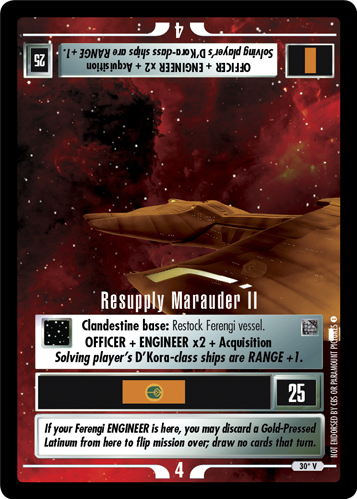 4
Solving player's D'Kora-class ships are RANGE +1.
OFFICER + ENGINEER x2 + Acquisition
25
Resupply Marauder II
Clandestine base: Restock Ferengi vessel.
OFFICER + ENGINEER x2 + Acquisition
Solving player's D'Kora-class ships are RANGE +1.
25
If your Ferengi ENGINEER is here, you may discard a Gold-Pressed
Latinum from here to flip mission over; draw no cards that turn.
4
30* V
NOT ENDORSED BY CBS OR PARAMOUNT PICTURES